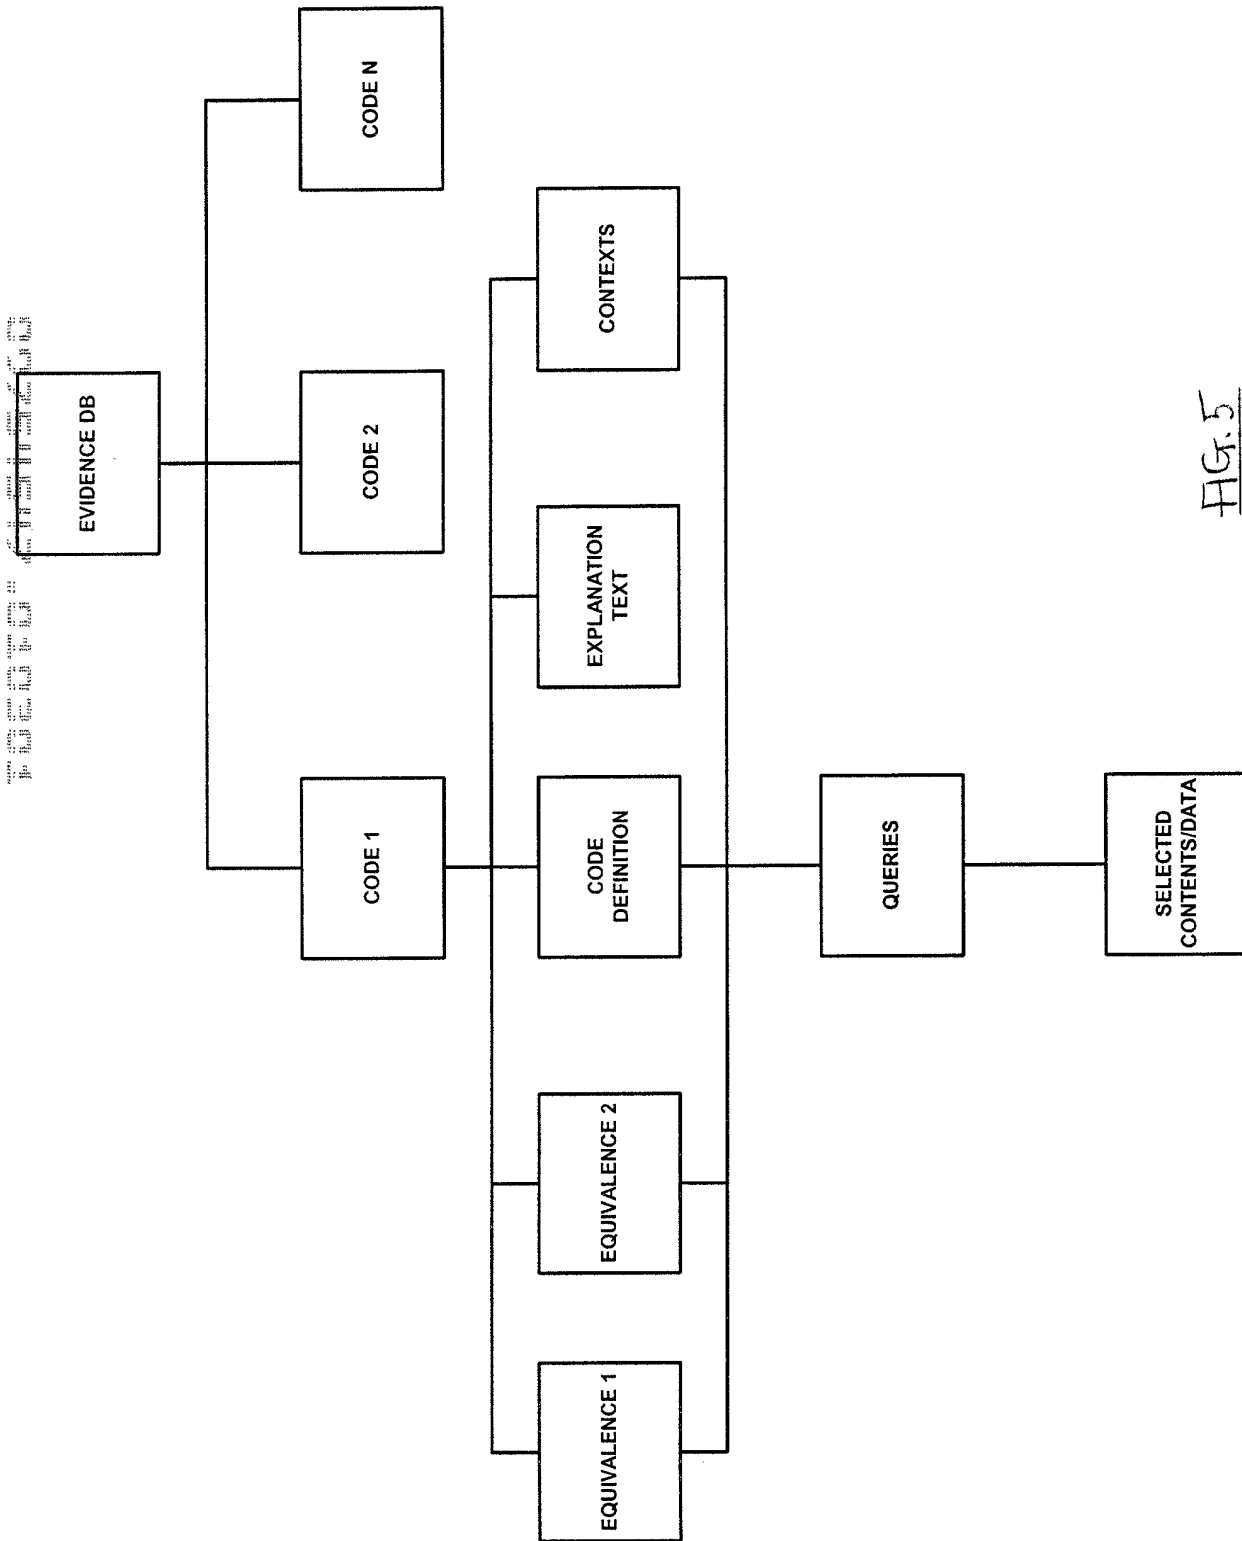 EVIDENCE DB
CODE 1
CODE 2
CODE N
EQUIVALENCE 1
EQUIVALENCE 2
CODE
DEFINITION
EXPLANATION
TEXT
CONTEXTS
QUERIES
SELECTED
CONTENTS/DATA
FIG. 5